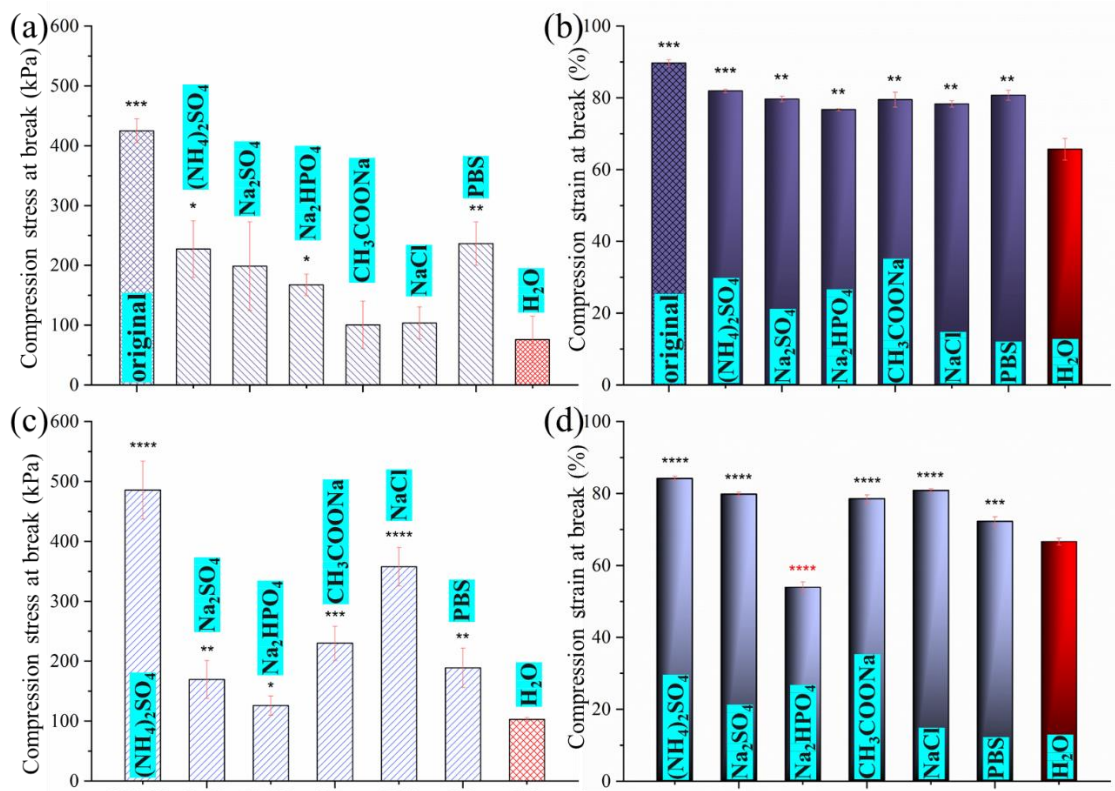 (a)
Compression stress at break (kPa)
600
500
400
300
200
100
0
***
original
(NH₄)₂SO₄
*
Na₂SO₄
Na₂HPO₄
*
CH₃COONa
NaCl
PBS
**
H₂O
(b)
Compression strain at break (%)
100
80
60
40
20
0
***
***
**
**
**
**
**
original
(NH₄)₂SO₄
Na₂SO₄
Na₂HPO₄
CH₃COONa
NaCl
PBS
H₂O
(c)
Compression stress at break (kPa)
600
500
400
300
200
100
0
****
(NH₄)₂SO₄
Na₂SO₄
**
Na₂HPO₄
*
CH₃COONa
***
NaCl
****
PBS
**
H₂O
(d)
Compression strain at break (%)
100
80
60
40
20
0
****
****
****
****
****
***
(NH₄)₂SO₄
Na₂SO₄
Na₂HPO₄
CH₃COONa
NaCl
PBS
H₂O